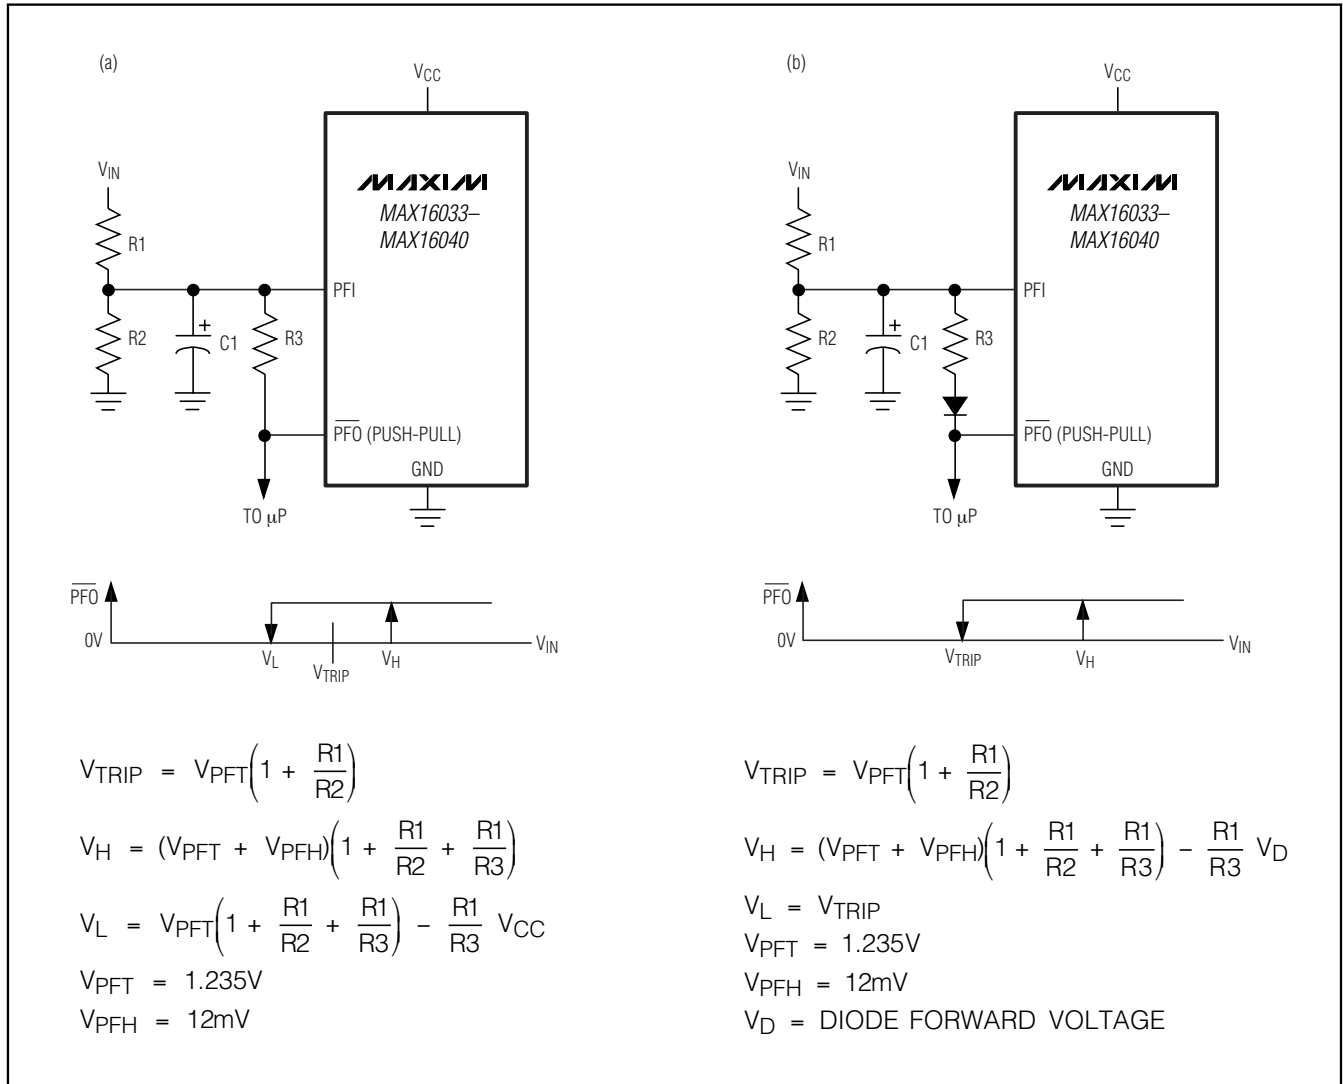 (a)
VCC
VIN
MAXIM
MAX16033–
MAX16040
R1
PFI
R2
C1
+
R3
PFO (PUSH-PULL)
GND
TO µP
PFO
0V
VL
VTRIP
VH
VIN
VTRIP = VPFT(1 + R1/R2)
VH = (VPFT + VPFH)(1 + R1/R2 + R1/R3)
VL = VPFT(1 + R1/R2 + R1/R3) – R1/R3 VCC
VPFT = 1.235V
VPFH = 12mV
(b)
VCC
VIN
MAXIM
MAX16033–
MAX16040
R1
PFI
R2
C1
+
R3
PFO (PUSH-PULL)
GND
TO µP
PFO
0V
VTRIP
VH
VIN
VTRIP = VPFT(1 + R1/R2)
VH = (VPFT + VPFH)(1 + R1/R2 + R1/R3) – R1/R3 VD
VL = VTRIP
VPFT = 1.235V
VPFH = 12mV
VD = DIODE FORWARD VOLTAGE